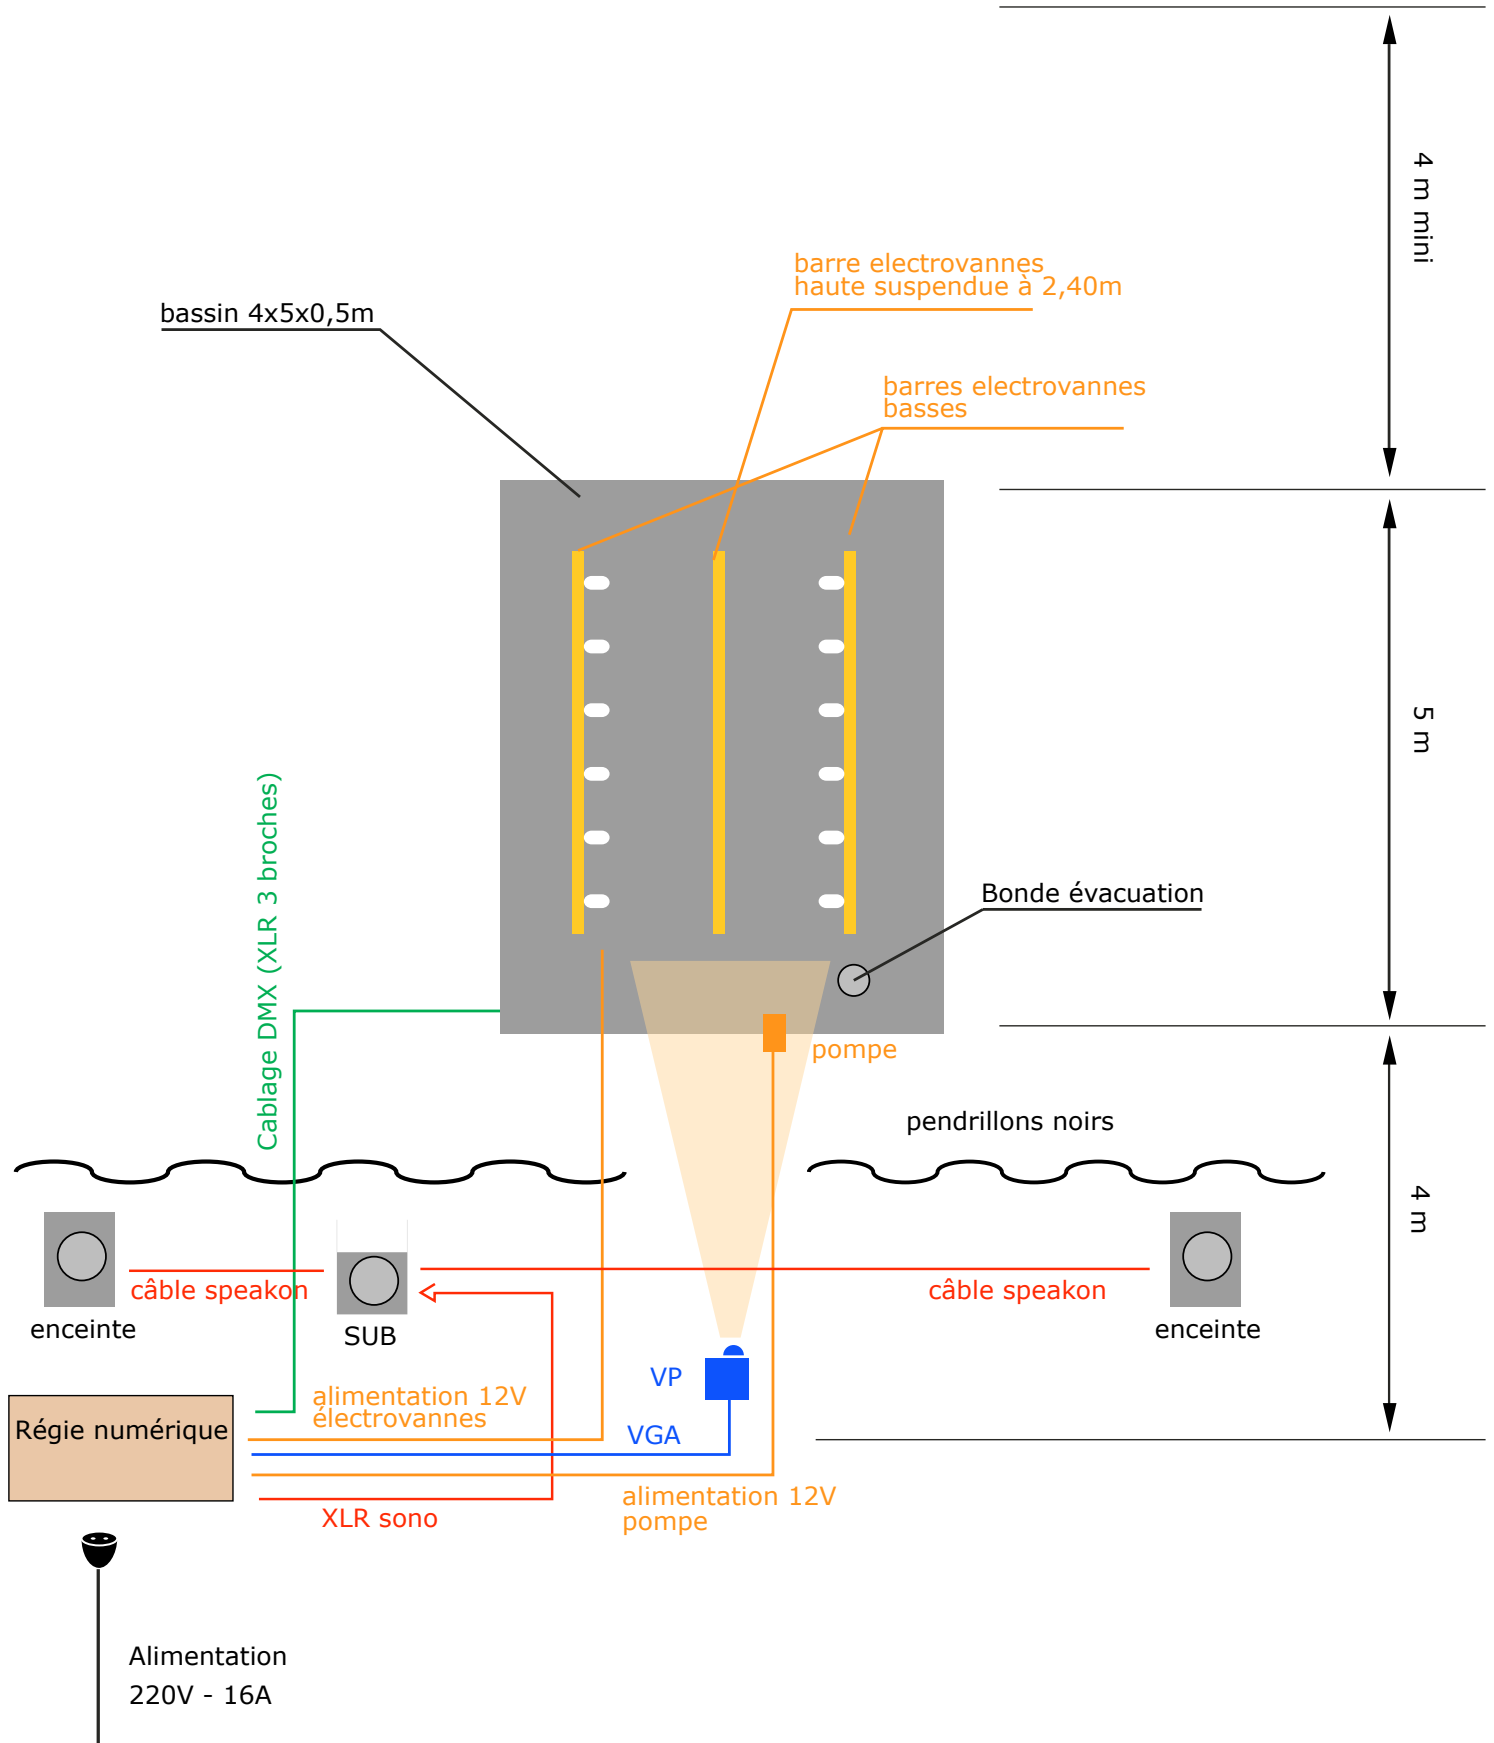 4 m mini
barre electrovannes
haute suspendue à 2,40m
bassin 4x5x0,5m
barres electrovannes
basses
5 m
Cablage DMX (XLR 3 broches)
Bonde évacuation
pompe
pendrillons noirs
4 m
câble speakon
câble speakon
enceinte
SUB
enceinte
VP
alimentation 12V
électrovannes
Régie numérique
VGA
alimentation 12V
pompe
XLR sono
Alimentation
220V - 16A